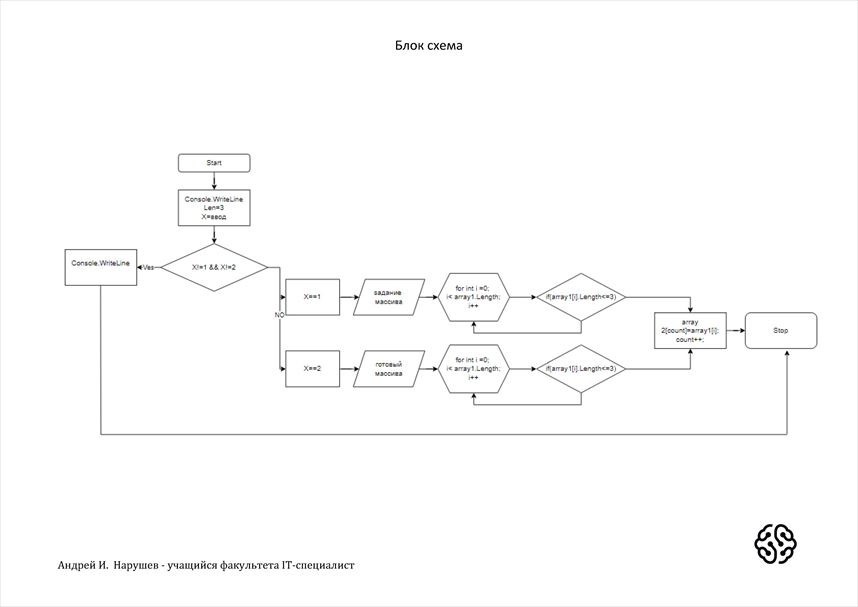 Блок схема
Start
Console.WriteLine
Len=3
X=ввод
Console.WriteLine
Yes
X!=1 && X!=2
NO
X==1
задание
массива
for int i =0;
i< array1.Length;
i++
if(array1[i].Length<=3)
array
2[count]=array1[i];
count++;
Stop
X==2
готовый
массива
for int i =0;
i< array1.Length;
i++
if(array1[i].Length<=3)
Андрей И. Нарушев - учащийся факультета IT-специалист